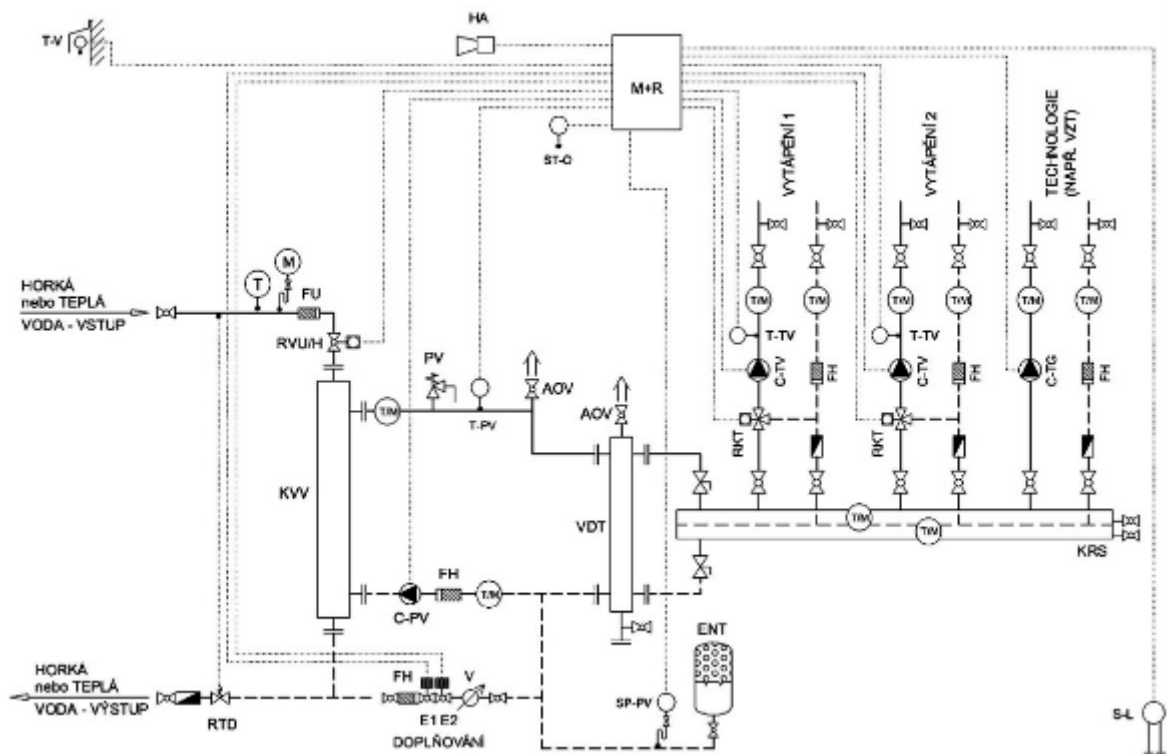 HA
T-V
M+R
ST-O
VYTÁPĚNÍ 1
VYTÁPĚNÍ 2
TECHNOLOGIE
(NAPŘ. VZT)
T
M
FU
HORKÁ
nebo TEPLÁ
VODA - VSTUP
RVU/H
T/M
T/M
T/M
T/M
T/M
T/M
T-TV
T-TV
PV
AOV
C-TV
FH
C-TV
FH
C-TG
FH
T/M
T-PV
AOV
RKT
RKT
KVV
VDT
T/M
T/M
KRS
FH
C-PV
T/M
ENT
HORKÁ
nebo TEPLÁ
VODA - VÝSTUP
RTD
FH
V
E1 E2
DOPLŇOVÁNÍ
SP-PV
S-L